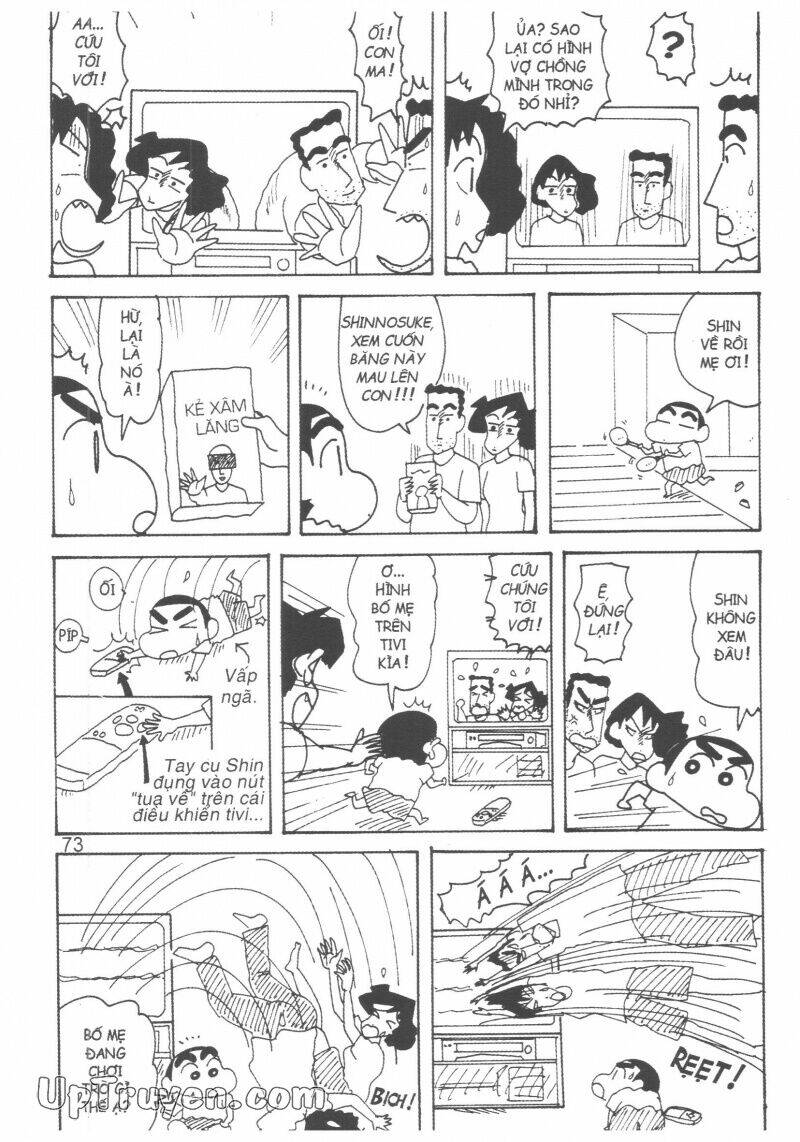 ?
ỦA? SAO
LẠI CÓ HÌNH
VỢ CHỒNG
MÌNH TRONG
ĐÓ NHỈ?
ỐI!
CON
MA!
AA...
CỨU
TÔI
VỚI!
SHIN
VỀ RỒI
MẸ ƠI!
SHINNOSUKE,
XEM CUỐN
BĂNG NÀY
MAU LÊN
CON!!!
HỪ,
LẠI
LÀ
NÓ
À!
KẺ XÂM
LĂNG
SHIN
KHÔNG
XEM
ĐÂU!
Ê,
ĐỨNG
LẠI!
CỨU
CHÚNG
TÔI
VỚI!
Ơ...
HÌNH
BỐ MẸ
TRÊN
TIVI
KÌA!
ỐI
PÍP
Vấp
ngã.
Tay cu Shin
đụng vào nút
"tua về" trên cái
điều khiển tivi...
73
Á Á Á...
RẸẸT!
BỊCH!
BỐ MẸ
ĐANG
CHƠI
TRÒ GÌ
THẾ Ạ?
UpTruyen.com